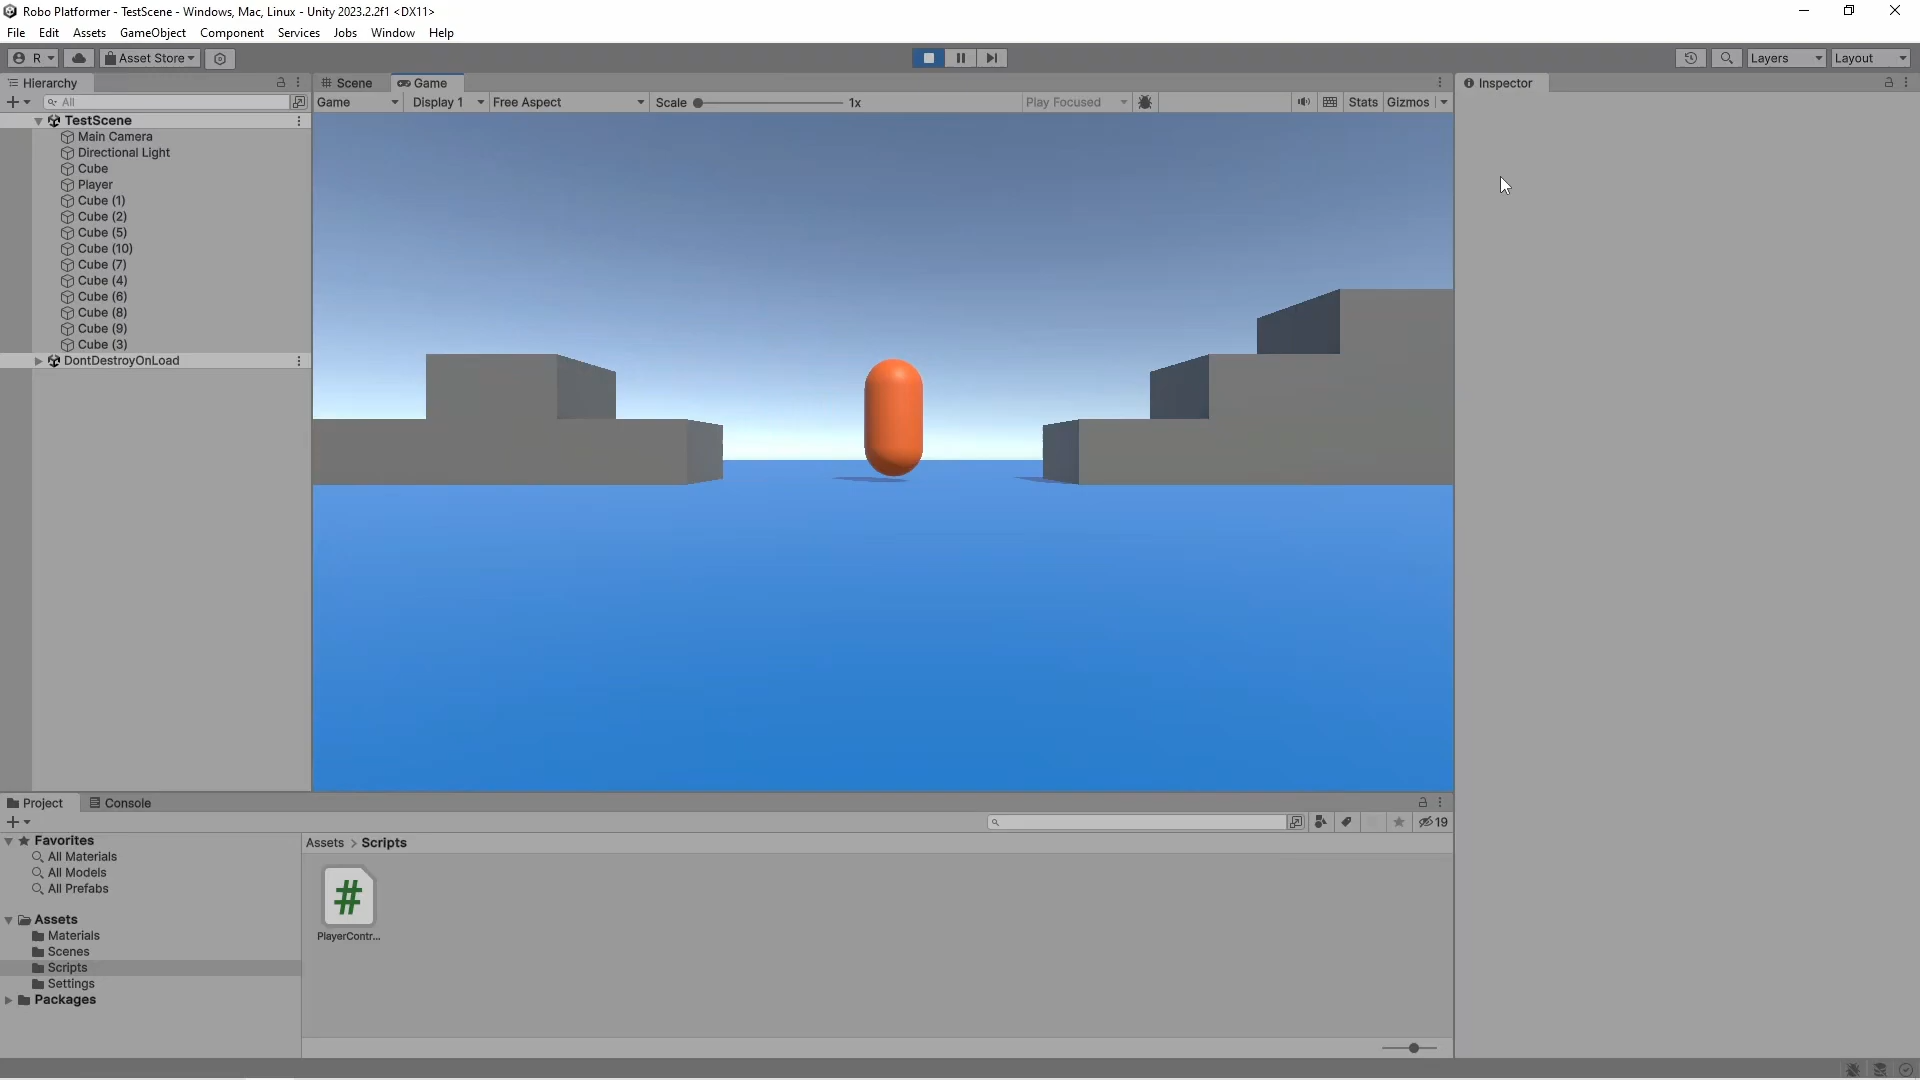 Robo Platformer - TestScene - Windows, Mac, Linux - Unity 2023.2.2f1 <DX11>
File Edit Assets GameObject Component Services Jobs Window Help
R Asset Store Layers Layout
Hierarchy
All
TestScene
Main Camera
Directional Light
Cube
Player
Cube (1)
Cube (2)
Cube (5)
Cube (10)
Cube (7)
Cube (4)
Cube (6)
Cube (8)
Cube (9)
Cube (3)
DontDestroyOnLoad
Scene Game
Game Display 1 Free Aspect Scale 1x Play Focused Stats Gizmos
Inspector
Project Console
19
Favorites
All Materials
All Models
All Prefabs
Assets
Materials
Scenes
Scripts
Settings
Packages
Assets > Scripts
#
PlayerContr...